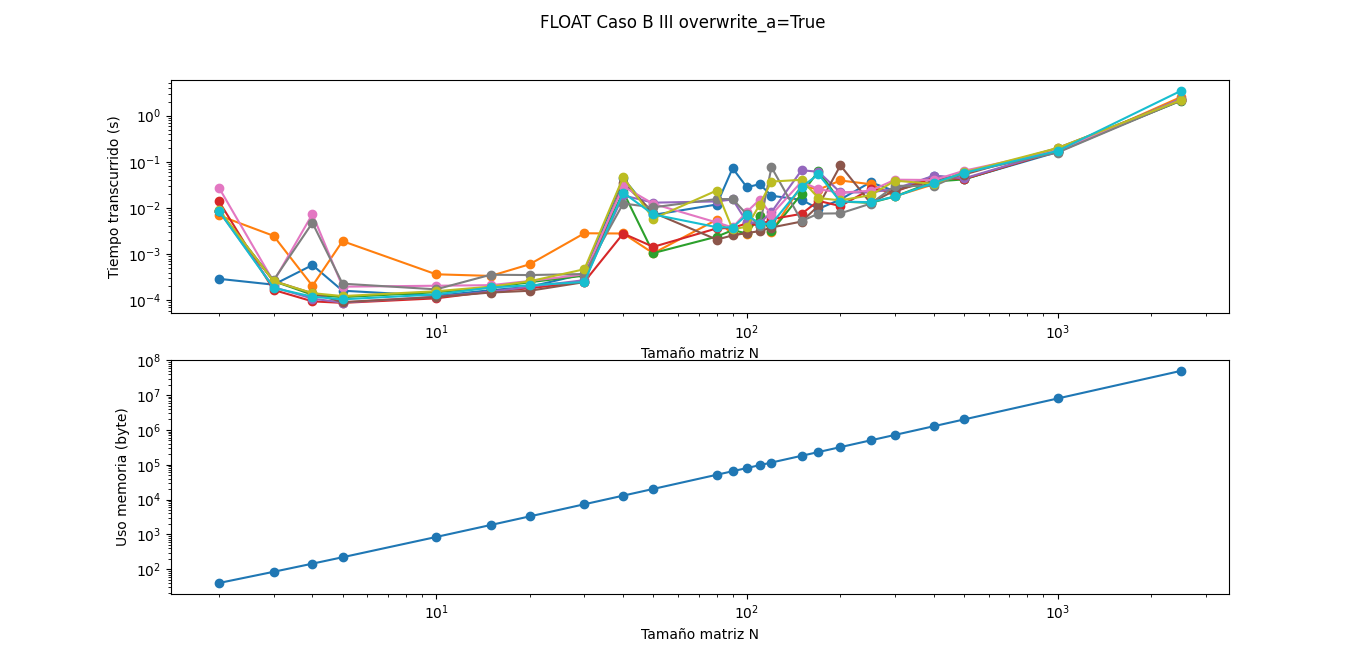 FLOAT Caso B III overwrite_a=True
Tiempo transcurrido (s)
10⁰
10⁻¹
10⁻²
10⁻³
10⁻⁴
10¹ 10² 10³
Tamaño matriz N
Uso memoria (byte)
10⁸
10⁷
10⁶
10⁵
10⁴
10³
10²
10¹ 10² 10³
Tamaño matriz N